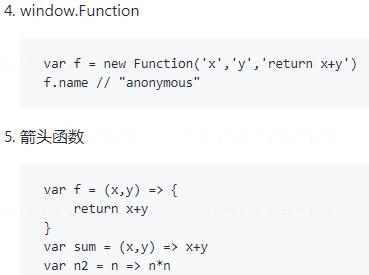 4. window.Function
var f = new Function('x','y','return x+y')
f.name // "anonymous"
5. 箭头函数
var f = (x,y) => {
    return x+y
}
var sum = (x,y) => x+y
var n2 = n => n*n